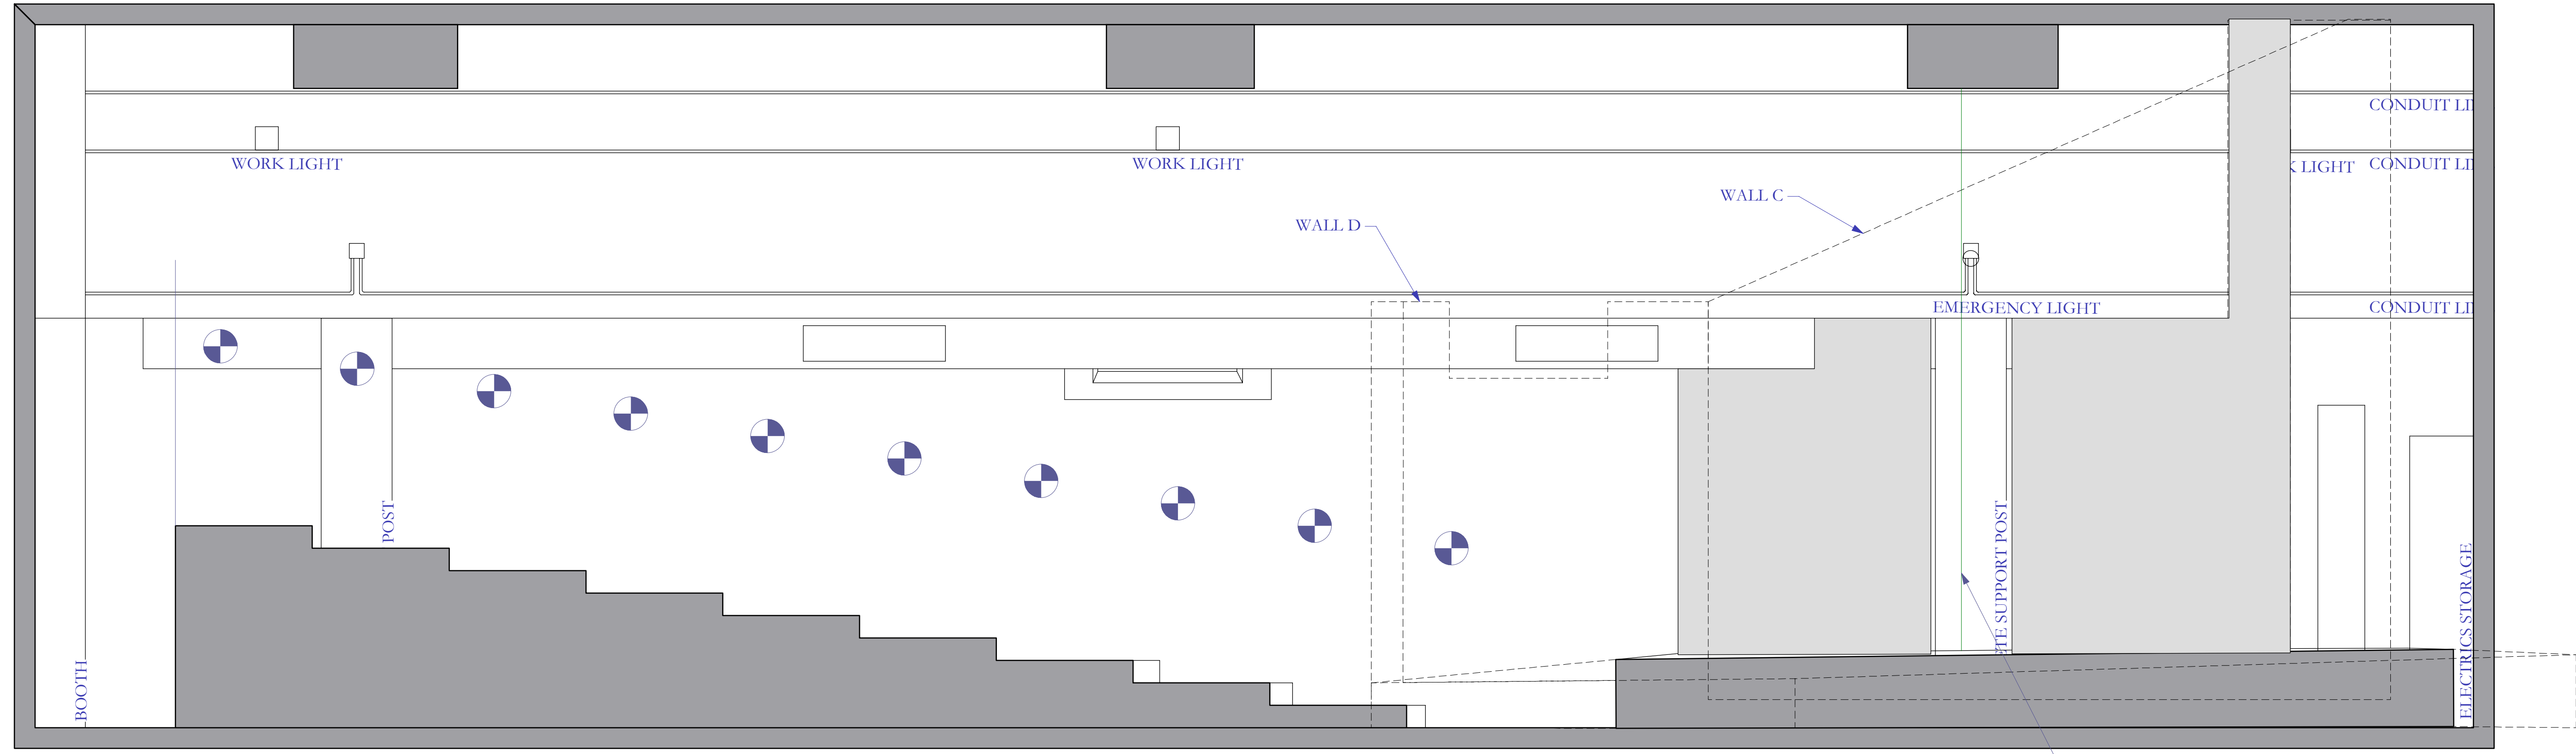 CONDUIT LI
WORK LIGHT
WORK LIGHT
LIGHT
CONDUIT LI
WALL C
WALL D
EMERGENCY LIGHT
CONDUIT LI
POST
BOOTH
TE SUPPORT POST
ELECTRICS STORAGE